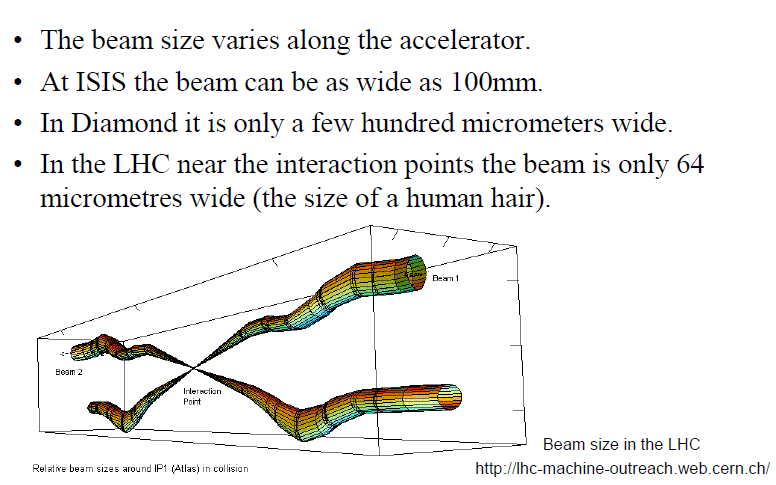 • The beam size varies along the accelerator.
• At ISIS the beam can be as wide as 100mm.
• In Diamond it is only a few hundred micrometers wide.
• In the LHC near the interaction points the beam is only 64
micrometres wide (the size of a human hair).
Beam 1
Beam 2
Interaction
Point
Beam size in the LHC
Relative beam sizes around IP1 (Atlas) in collision
http://lhc-machine-outreach.web.cern.ch/